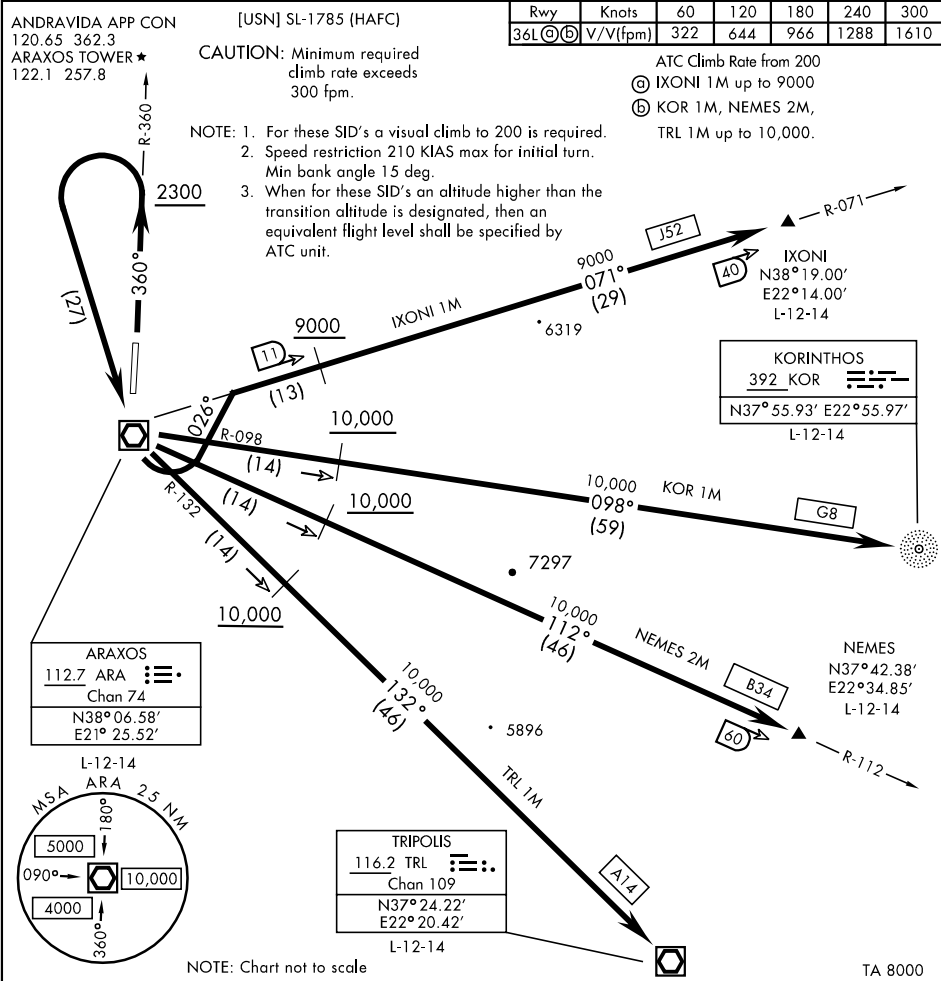 ANDRAVIDA APP CON
120.65 362.3
ARAXOS TOWER ★
122.1 257.8
[USN] SL-1785 (HAFC)
CAUTION: Minimum required
climb rate exceeds
300 fpm.
Rwy Knots 60 120 180 240 300
36L ⓐ ⓑ V/V(fpm) 322 644 966 1288 1610
ATC Climb Rate from 200
ⓐ IXONI 1M up to 9000
ⓑ KOR 1M, NEMES 2M,
TRL 1M up to 10,000.
NOTE: 1. For these SID's a visual climb to 200 is required.
2. Speed restriction 210 KIAS max for initial turn.
Min bank angle 15 deg.
3. When for these SID's an altitude higher than the
transition altitude is designated, then an
equivalent flight level shall be specified by
ATC unit.
R-360
2300
360°
(27)
R-071
J52
40
IXONI
N38°19.00'
E22°14.00'
L-12-14
9000
071°
(29)
IXONI 1M
6319
9000
11
(13)
026°
KORINTHOS
392 KOR
N37°55.93' E22°55.97'
L-12-14
R-098
(14)
10,000
10,000
098°
(59)
KOR 1M
G8
(14)
10,000
7297
10,000
112°
(46)
NEMES 2M
B34
60
NEMES
N37°42.38'
E22°34.85'
L-12-14
R-112
R-132
(14)
10,000
10,000
132°
(46)
5896
TRL 1M
A14
ARAXOS
112.7 ARA
Chan 74
N38°06.58'
E21°25.52'
L-12-14
MSA ARA 25 NM
180°
5000
090°
10,000
4000
360°
TRIPOLIS
116.2 TRL
Chan 109
N37°24.22'
E22°20.42'
L-12-14
NOTE: Chart not to scale
TA 8000